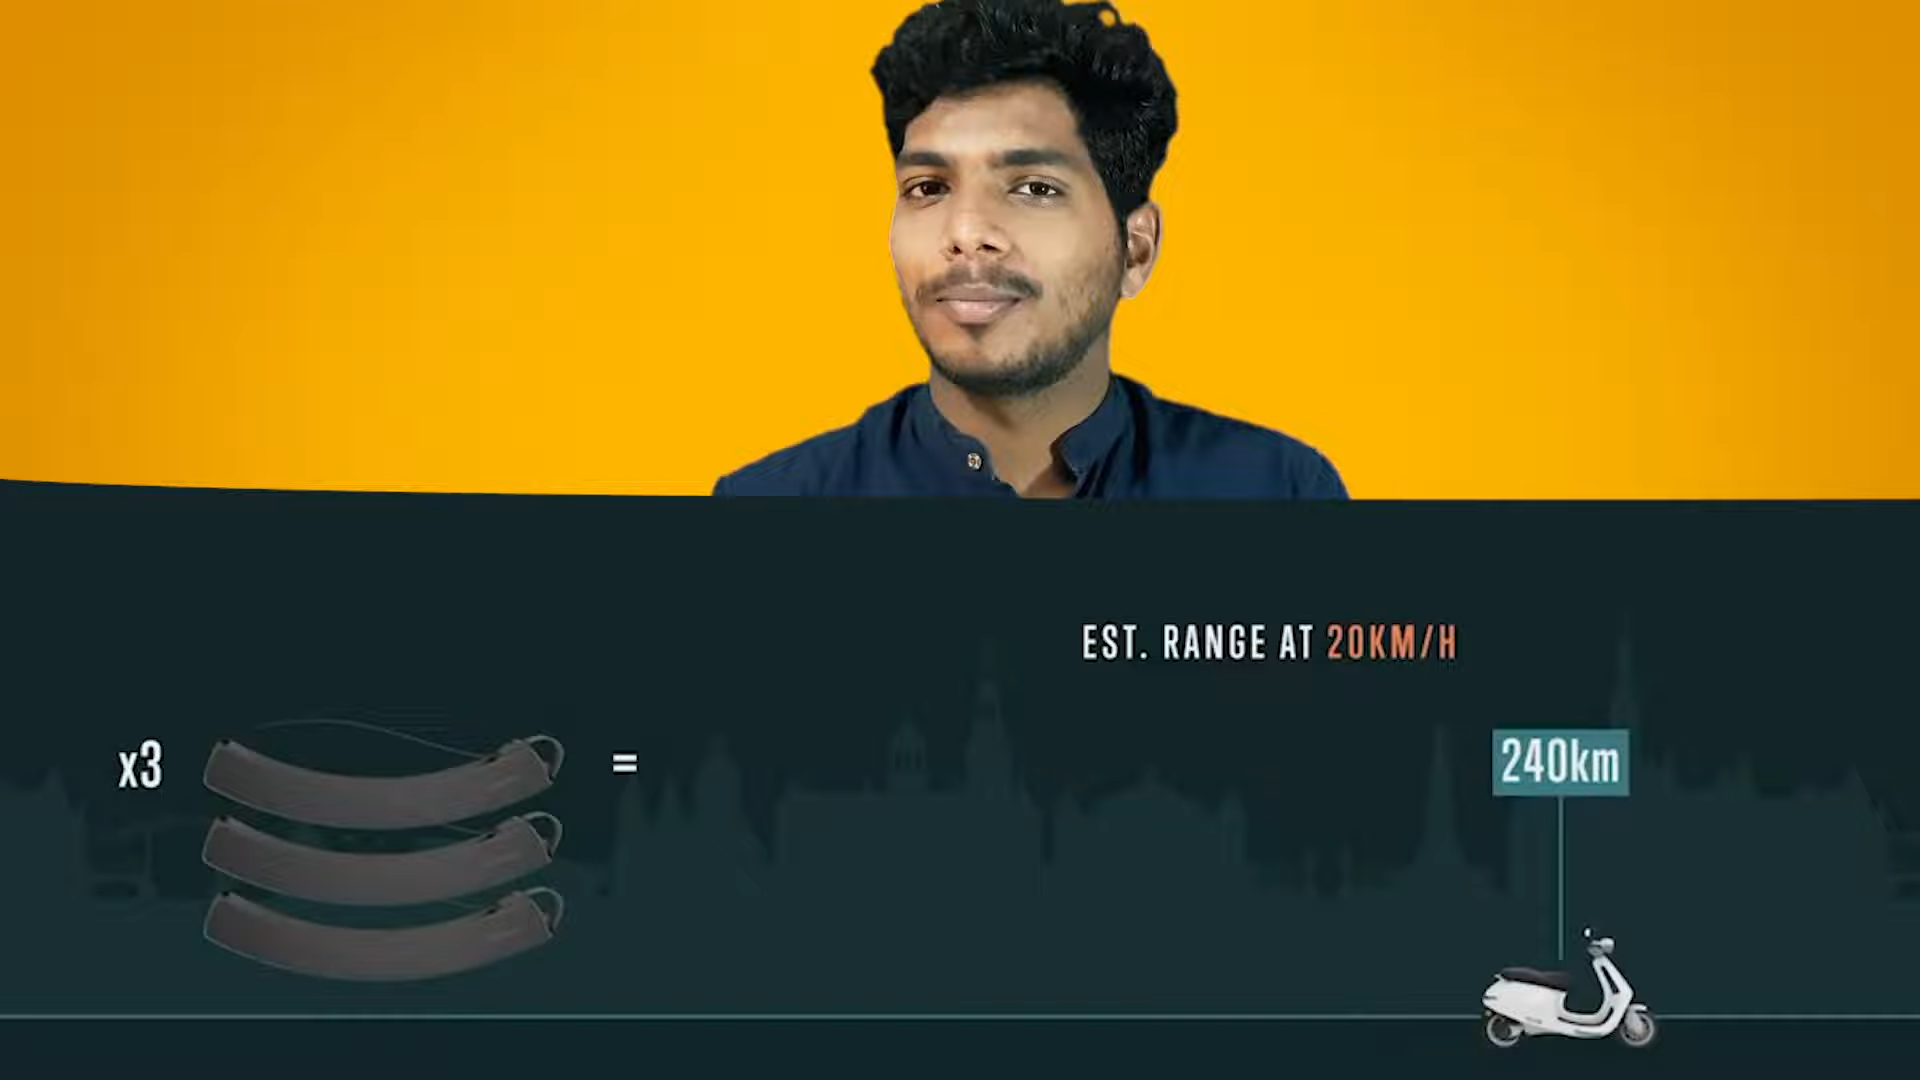 EST. RANGE AT 20KM/H
x3 =
240km